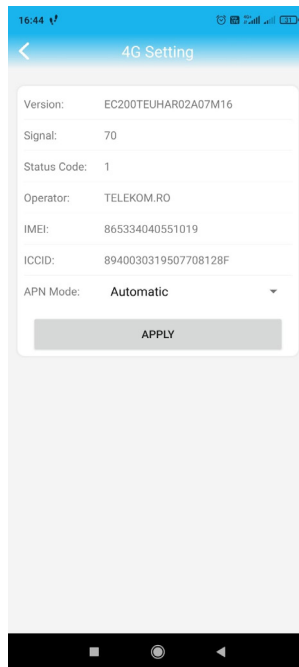 16:44
4G Setting
Version: EC200TEUHAR02A07M16
Signal: 70
Status Code: 1
Operator: TELEKOM.RO
IMEI: 865334040551019
ICCID: 8940030319507708128F
APN Mode: Automatic
APPLY